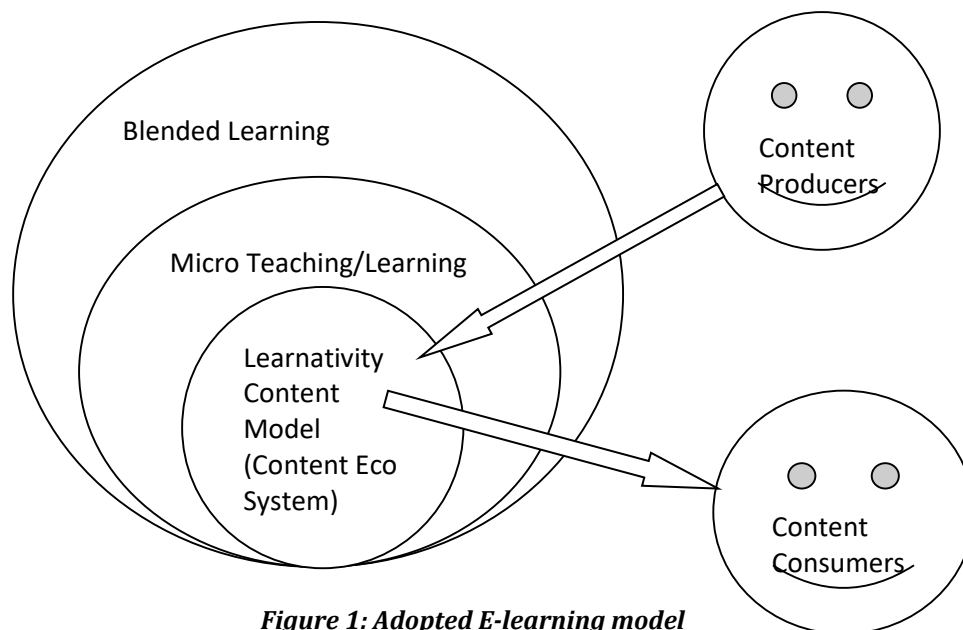 Blended Learning
Content
Producers
Micro Teaching/Learning
Learnativity
Content
Model
(Content Eco
System)
Content
Consumers
Figure 1: Adopted E-learning model